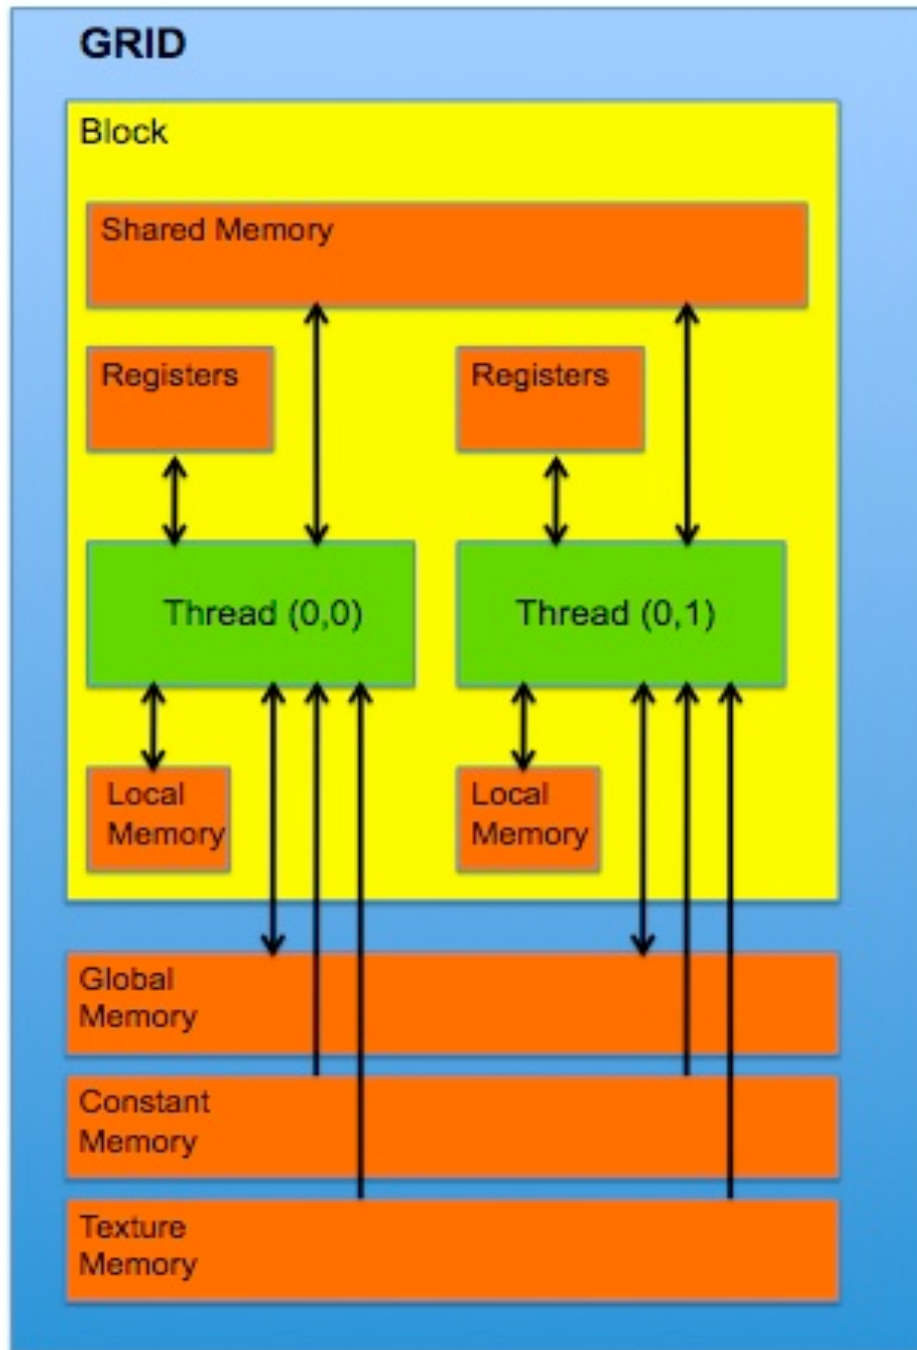 GRID
Block
Shared Memory
Registers
Registers
Thread (0,0)
Thread (0,1)
Local
Memory
Local
Memory
Global
Memory
Constant
Memory
Texture
Memory